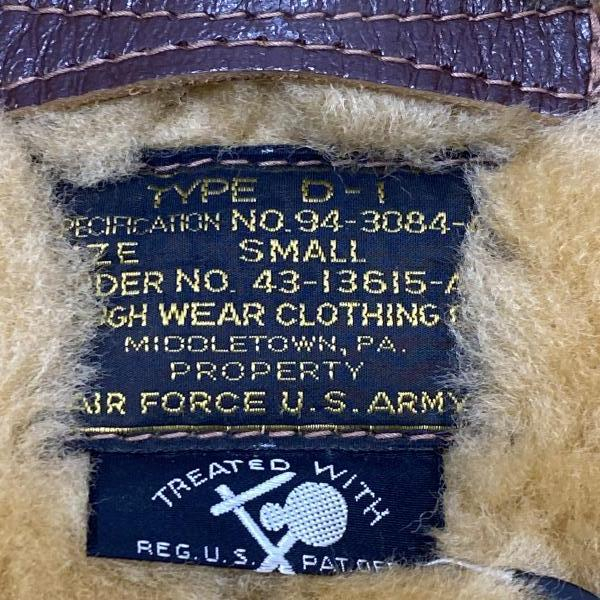 TYPE D-1
PECIFICATION NO. 94-3084-
ZE SMALL
DER NO. 43-13615-A
UGH WEAR CLOTHING
MIDDLETOWN, PA.
PROPERTY
AIR FORCE U.S. ARMY
TREATED WITH
REG. U.S. PAT. OFF